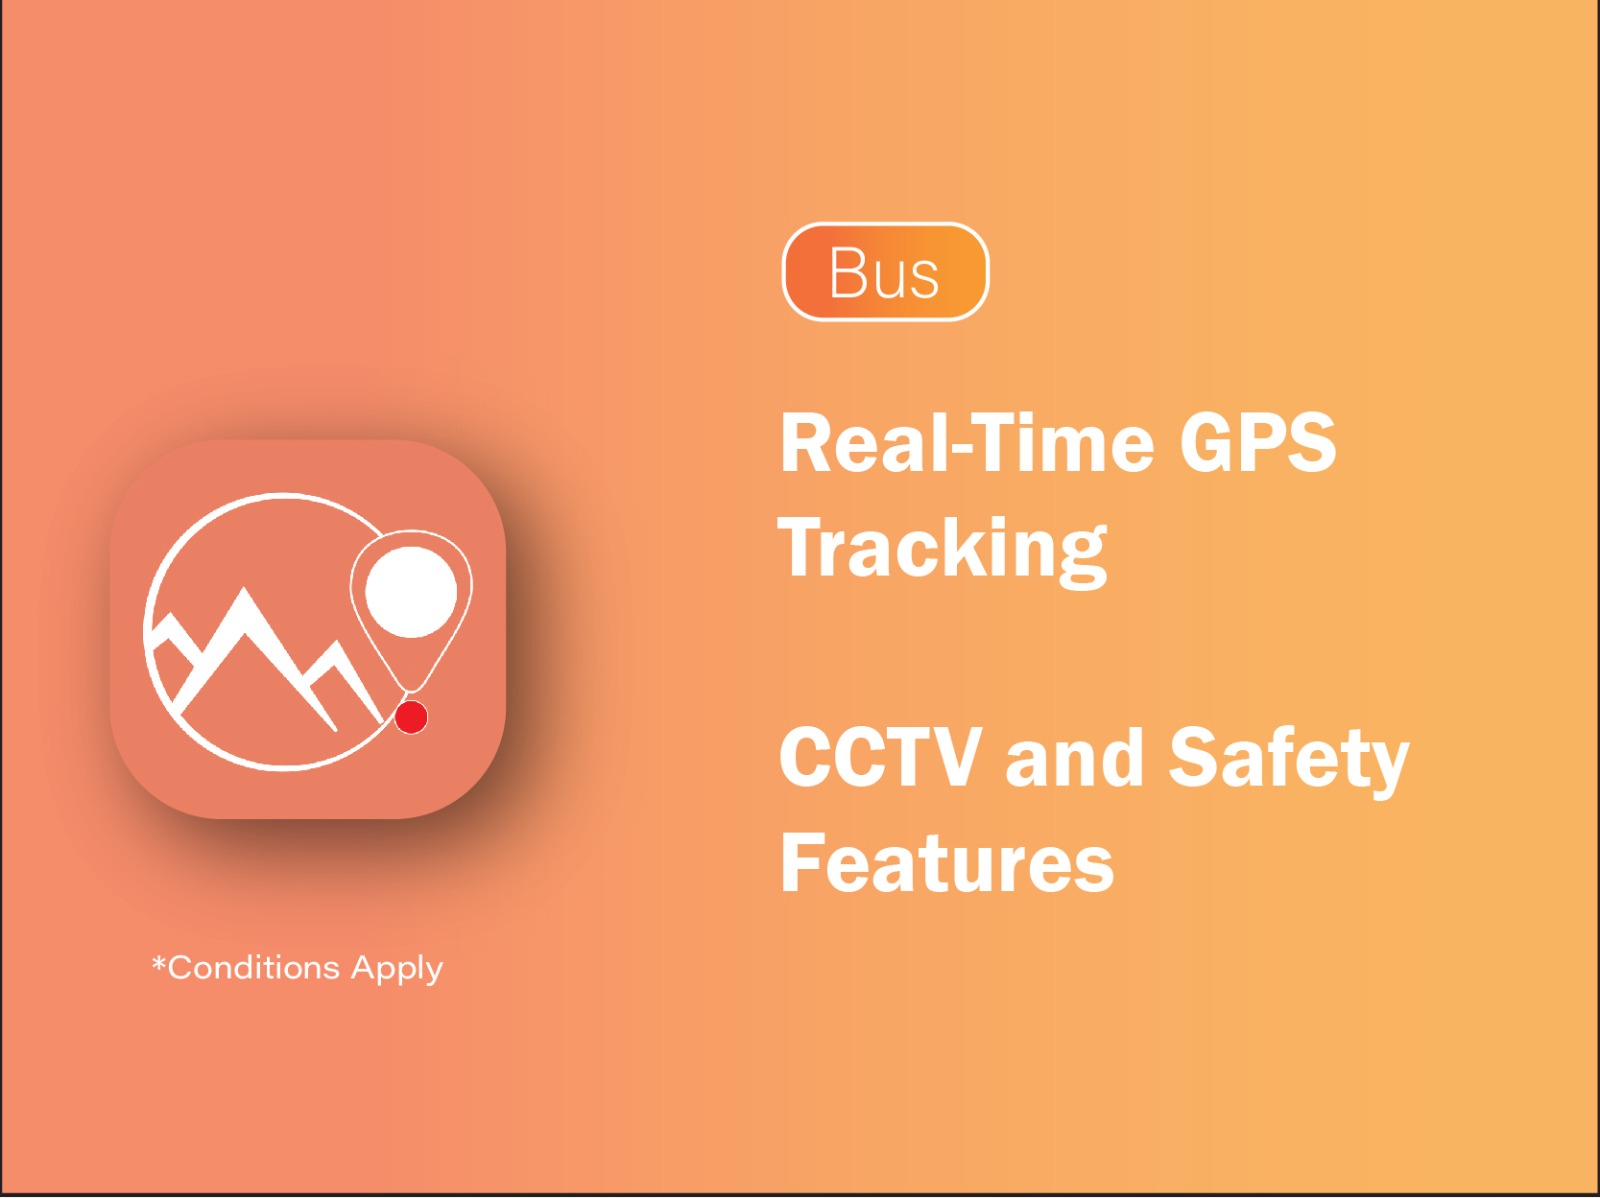 Bus
Real-Time GPS
Tracking
CCTV and Safety
Features
*Conditions Apply